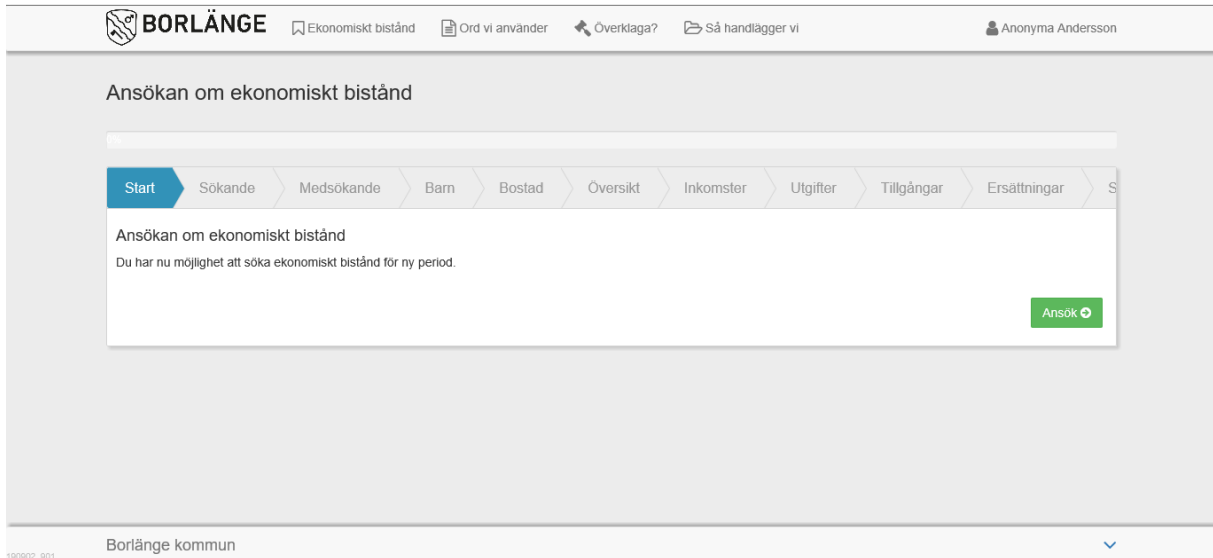 BORLÄNGE Ekonomiskt bistånd Ord vi använder Överklaga? Så handlägger vi Anonyma Andersson
Ansökan om ekonomiskt bistånd
0%
Start Sökande Medsökande Barn Bostad Översikt Inkomster Utgifter Tillgångar Ersättningar S
Ansökan om ekonomiskt bistånd
Du har nu möjlighet att söka ekonomiskt bistånd för ny period.
Ansök
Borlänge kommun
190902_901